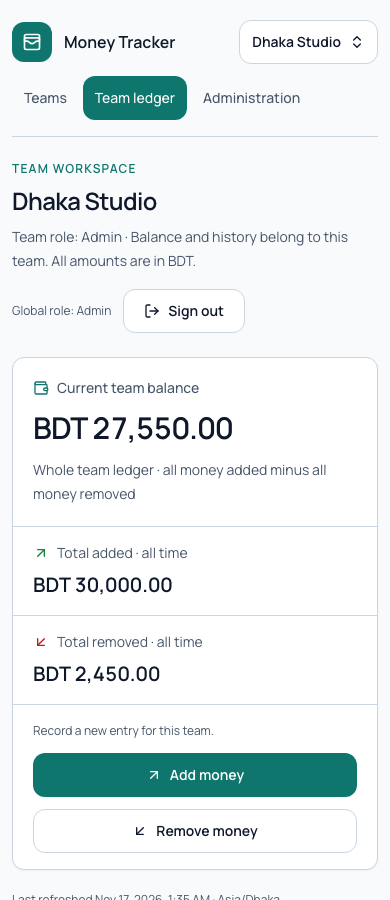 Money Tracker
Dhaka Studio
Teams
Team ledger
Administration
TEAM WORKSPACE
Dhaka Studio
Team role: Admin · Balance and history belong to this
team. All amounts are in BDT.
Global role: Admin
Sign out
Current team balance
BDT 27,550.00
Whole team ledger · all money added minus all
money removed
Total added · all time
BDT 30,000.00
Total removed · all time
BDT 2,450.00
Record a new entry for this team.
Add money
Remove money
Last refreshed Nov 17, 2026, 1:35 AM · Asia/Dhaka